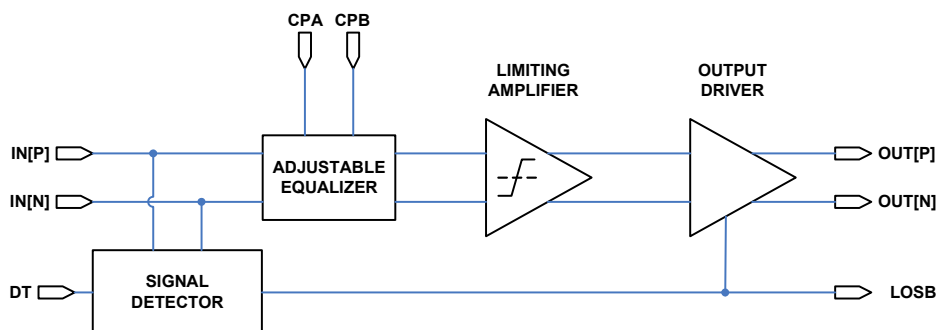 CPA CPB
LIMITING
AMPLIFIER
OUTPUT
DRIVER
IN[P]
IN[N]
ADJUSTABLE
EQUALIZER
OUT[P]
OUT[N]
DT
SIGNAL
DETECTOR
LOSB